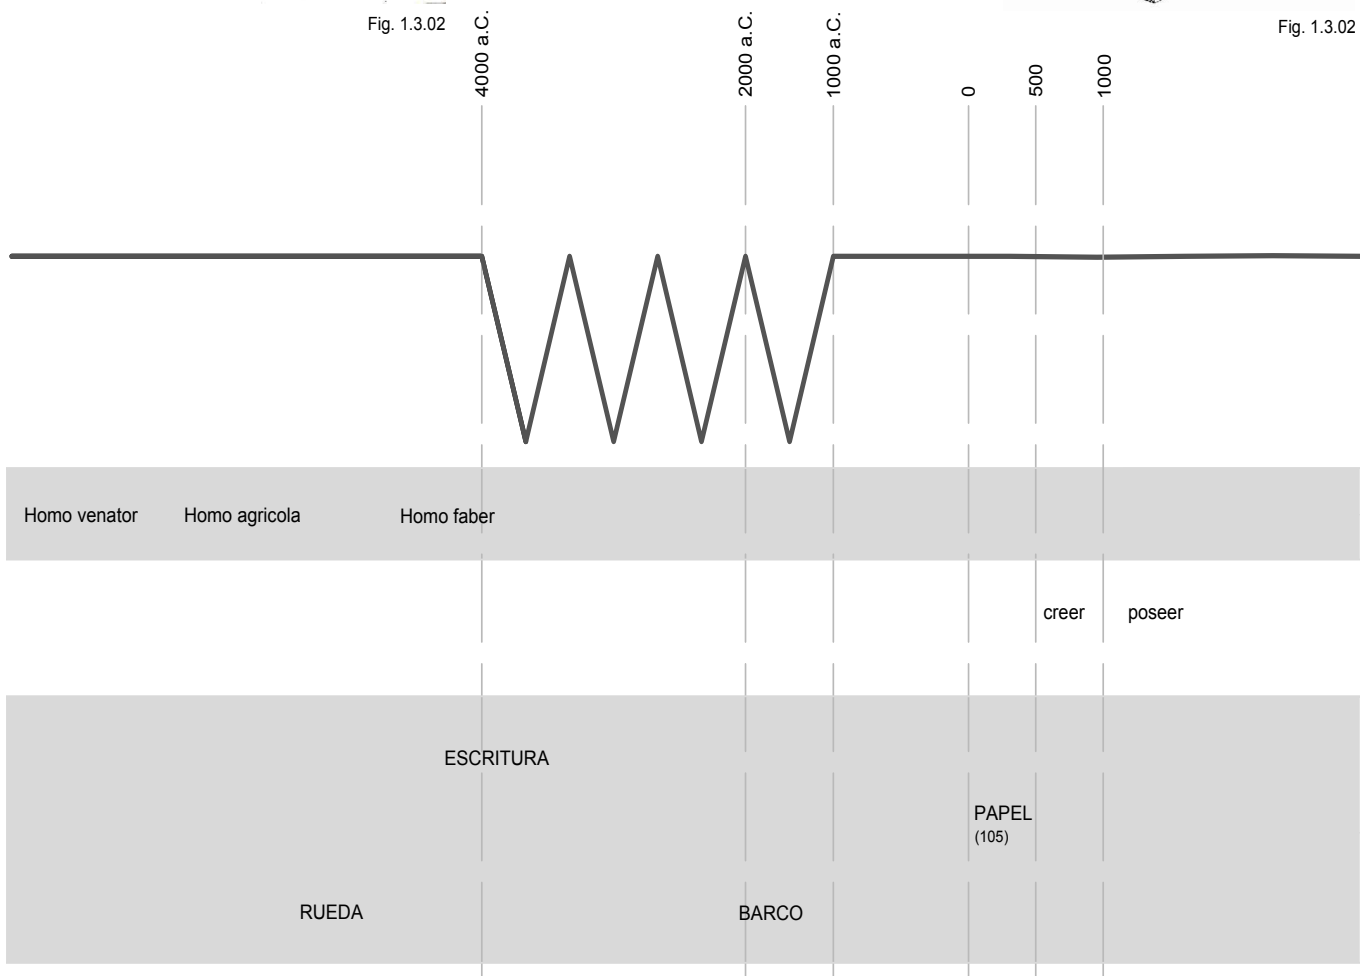 Fig. 1.3.02
Fig. 1.3.02
4000 a.C.
2000 a.C.
1000 a.C.
0
500
1000
Homo venator
Homo agricola
Homo faber
creer
poseer
ESCRITURA
PAPEL
(105)
RUEDA
BARCO